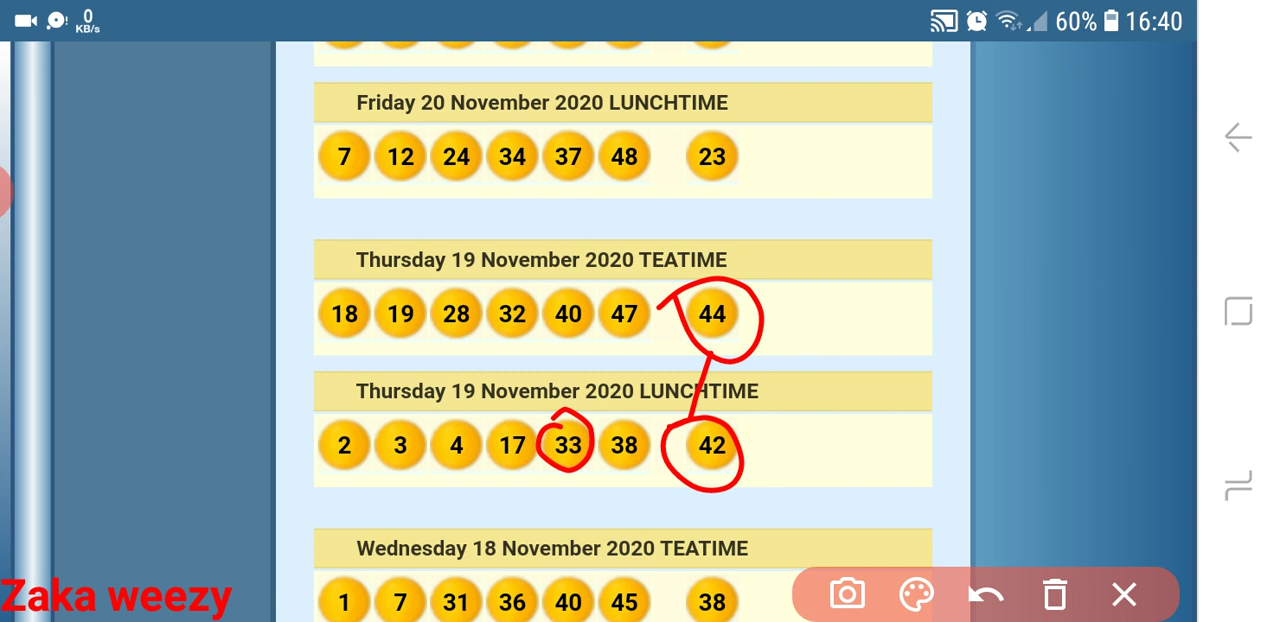 0
KB/s
60% 16:40
Friday 20 November 2020 LUNCHTIME
7 12 24 34 37 48 23
Thursday 19 November 2020 TEATIME
18 19 28 32 40 47 44
Thursday 19 November 2020 LUNCHTIME
2 3 4 17 33 38 42
Wednesday 18 November 2020 TEATIME
1 7 31 36 40 45 38
Zaka weezy